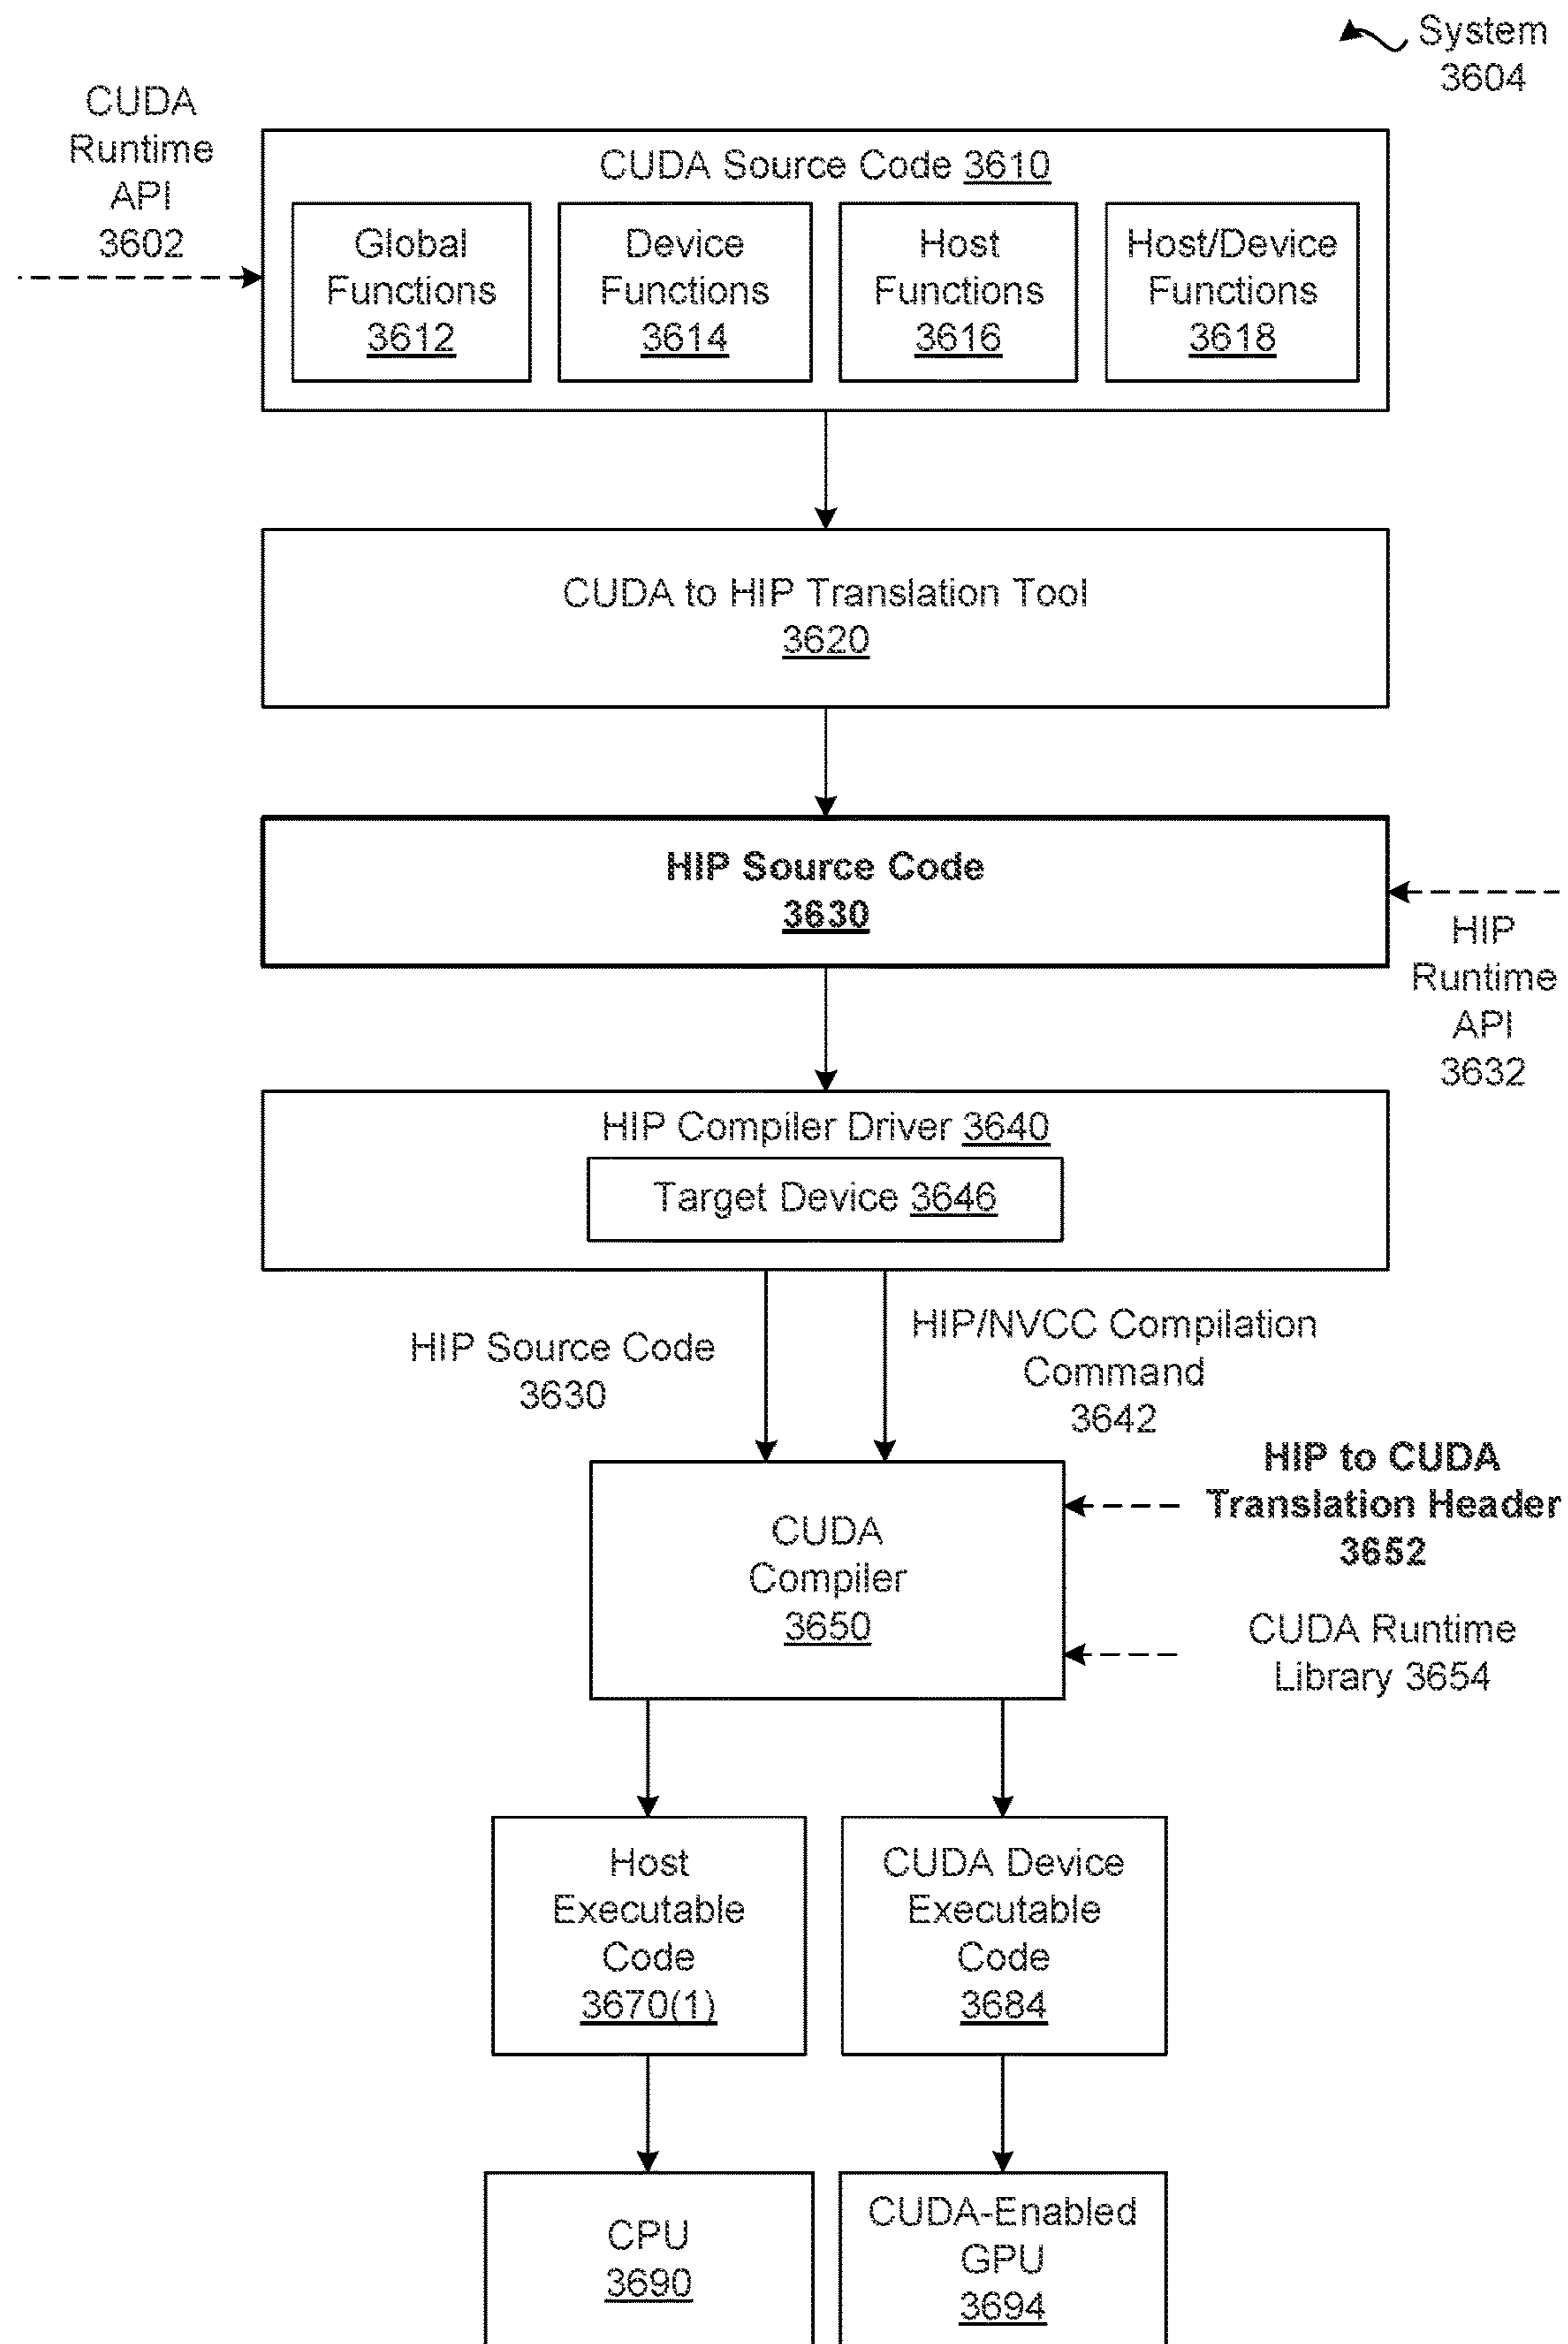 System
3604
CUDA
Runtime
API
3602
CUDA Source Code 3610
Global
Functions
3612
Device
Functions
3614
Host
Functions
3616
Host/Device
Functions
3618
CUDA to HIP Translation Tool
3620
HIP Source Code
3630
HIP
Runtime
API
3632
HIP Compiler Driver 3640
Target Device 3646
HIP Source Code
3630
HIP/NVCC Compilation
Command
3642
HIP to CUDA
Translation Header
3652
CUDA
Compiler
3650
CUDA Runtime
Library 3654
Host
Executable
Code
3670(1)
CUDA Device
Executable
Code
3684
CPU
3690
CUDA-Enabled
GPU
3694